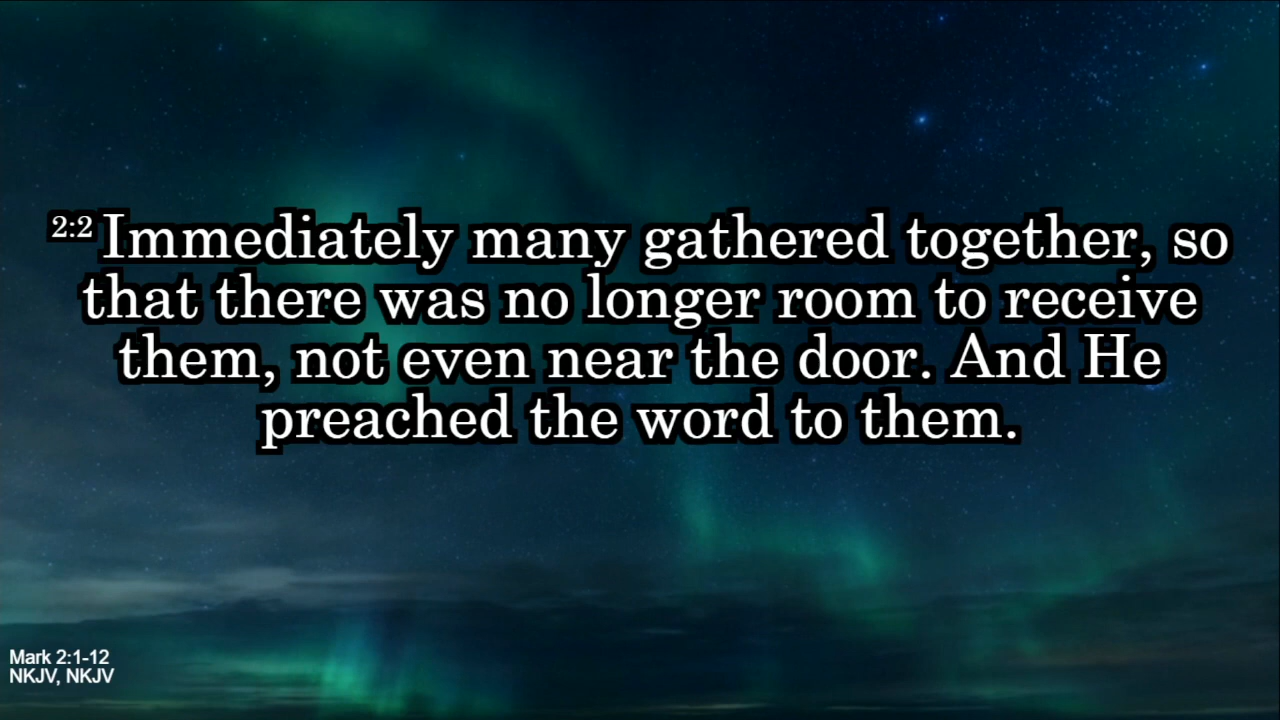 2:2 Immediately many gathered together, so
that there was no longer room to receive
them, not even near the door. And He
preached the word to them.
Mark 2:1-12
NKJV, NKJV